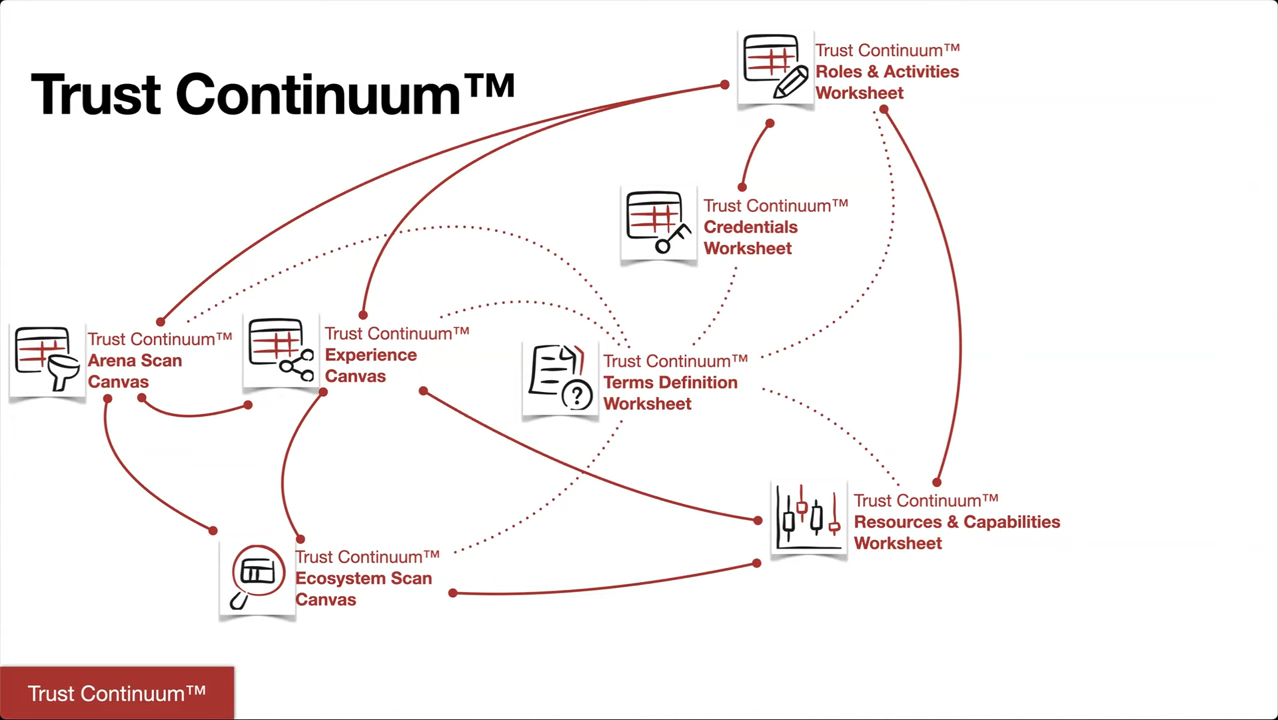 Trust Continuum™
Trust Continuum™
Roles & Activities
Worksheet
Trust Continuum™
Credentials
Worksheet
Trust Continuum™
Arena Scan
Canvas
Trust Continuum™
Experience
Canvas
Trust Continuum™
Terms Definition
Worksheet
?
Trust Continuum™
Resources & Capabilities
Worksheet
Trust Continuum™
Ecosystem Scan
Canvas
Trust Continuum™